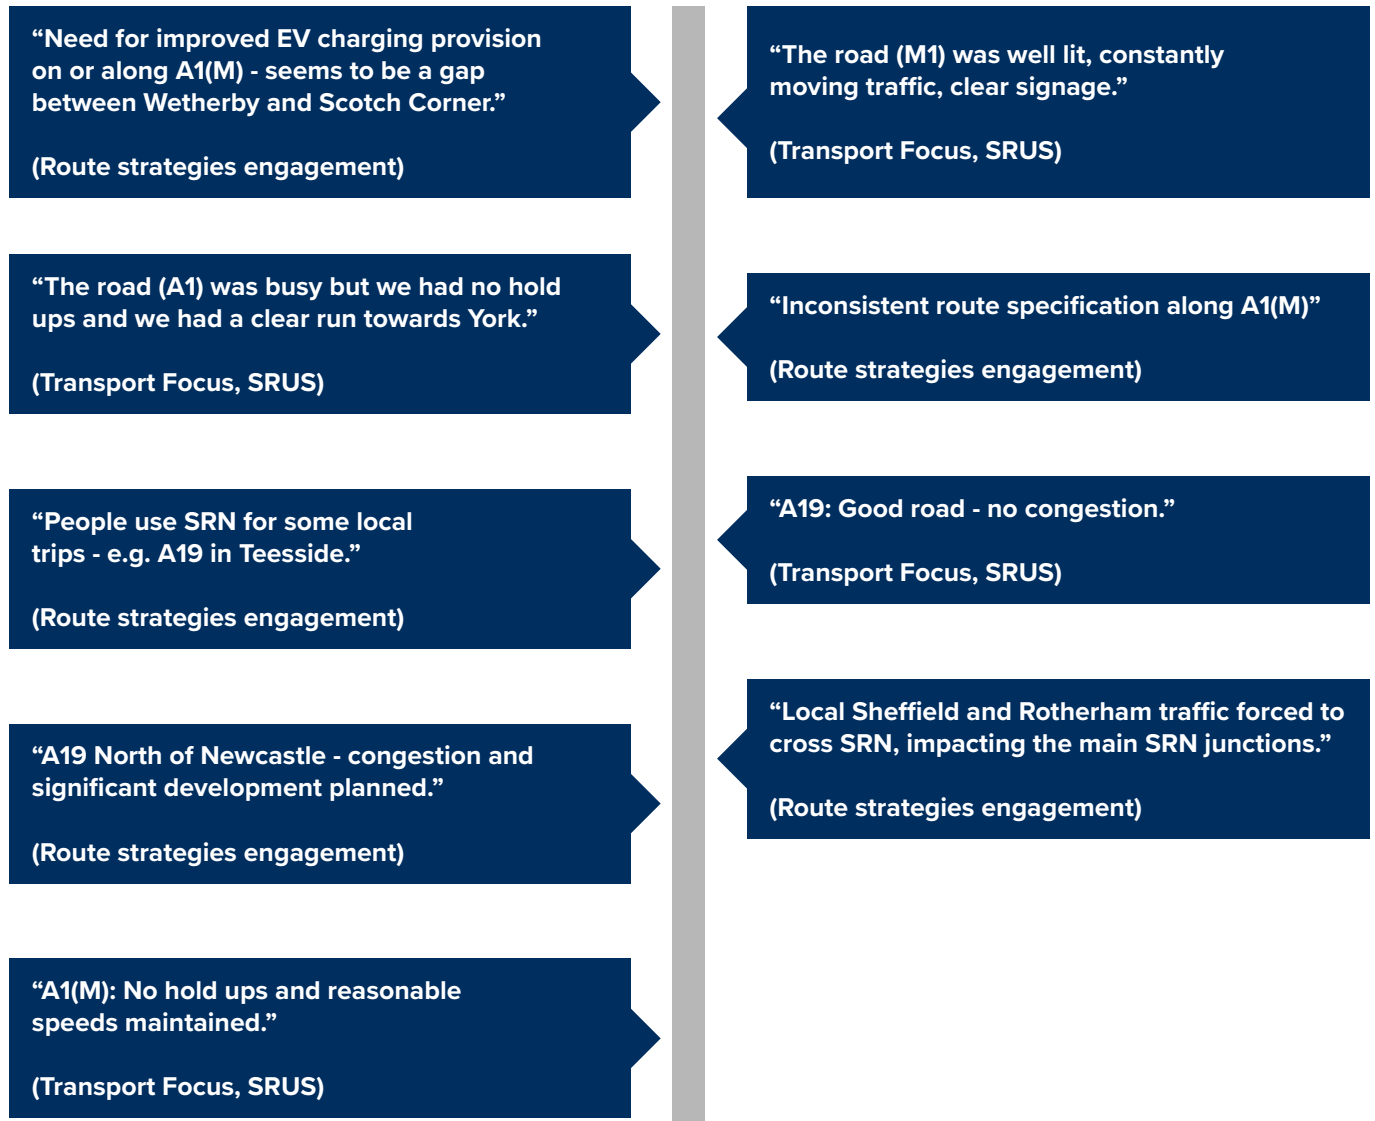 “Need for improved EV charging provision
on or along A1(M) - seems to be a gap
between Wetherby and Scotch Corner.”
(Route strategies engagement)
“The road (A1) was busy but we had no hold
ups and we had a clear run towards York.”
(Transport Focus, SRUS)
“People use SRN for some local
trips - e.g. A19 in Teesside.”
(Route strategies engagement)
“A19 North of Newcastle - congestion and
significant development planned.”
(Route strategies engagement)
“A1(M): No hold ups and reasonable
speeds maintained.”
(Transport Focus, SRUS)
“The road (M1) was well lit, constantly
moving traffic, clear signage.”
(Transport Focus, SRUS)
“Inconsistent route specification along A1(M)”
(Route strategies engagement)
“A19: Good road - no congestion.”
(Transport Focus, SRUS)
“Local Sheffield and Rotherham traffic forced to
cross SRN, impacting the main SRN junctions.”
(Route strategies engagement)